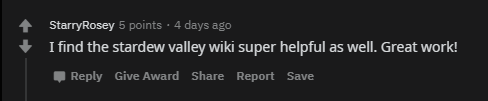 StarryRosey 5 points · 4 days ago
I find the stardew valley wiki super helpful as well. Great work!
Reply Give Award Share Report Save